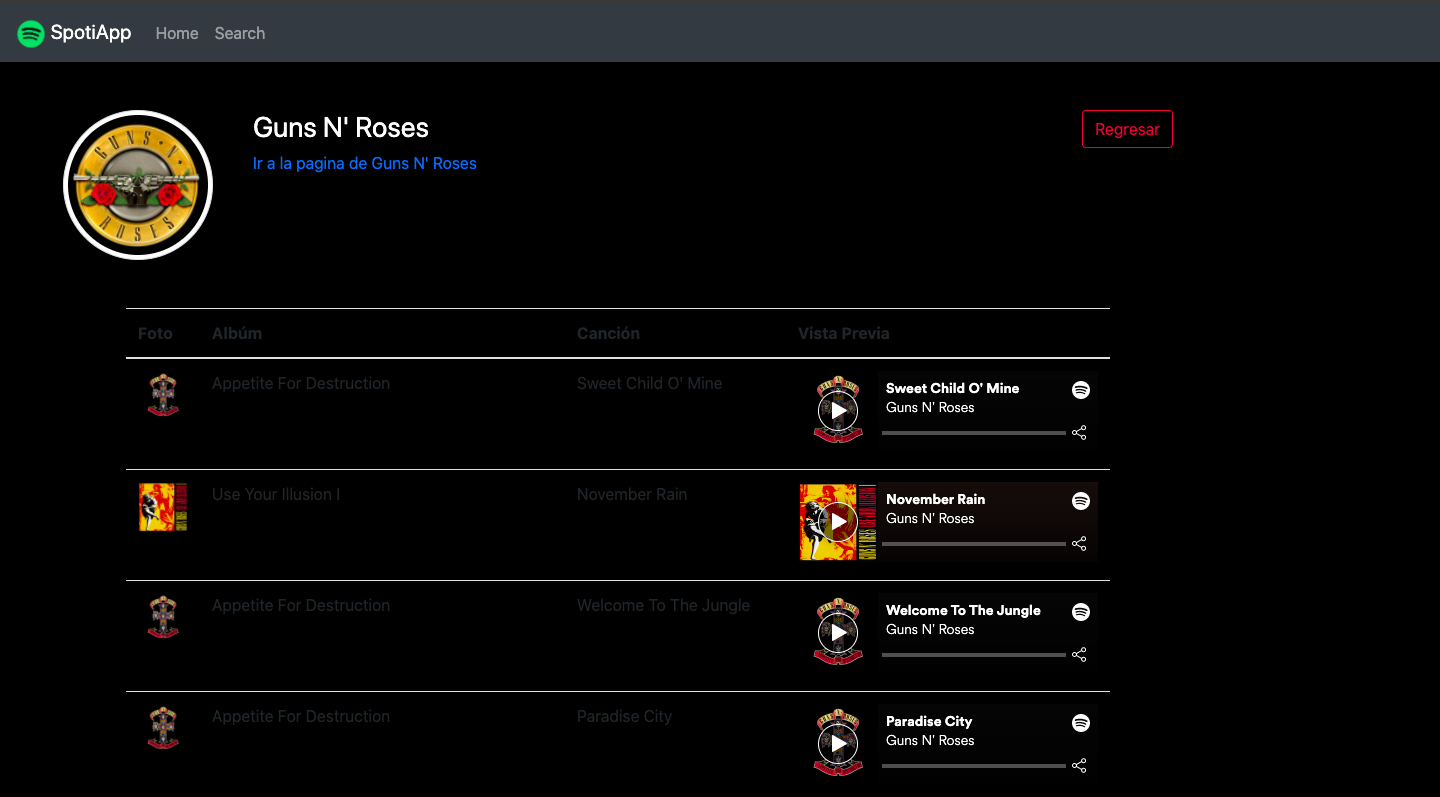 SpotiApp Home Search
GUNS N' ROSES
Guns N' Roses
Regresar
Ir a la pagina de Guns N' Roses
Foto Albúm Canción Vista Previa
Appetite For Destruction Sweet Child O' Mine
Sweet Child O' Mine
Guns N' Roses
Use Your Illusion I November Rain
November Rain
Guns N' Roses
Appetite For Destruction Welcome To The Jungle
Welcome To The Jungle
Guns N' Roses
Appetite For Destruction Paradise City
Paradise City
Guns N' Roses